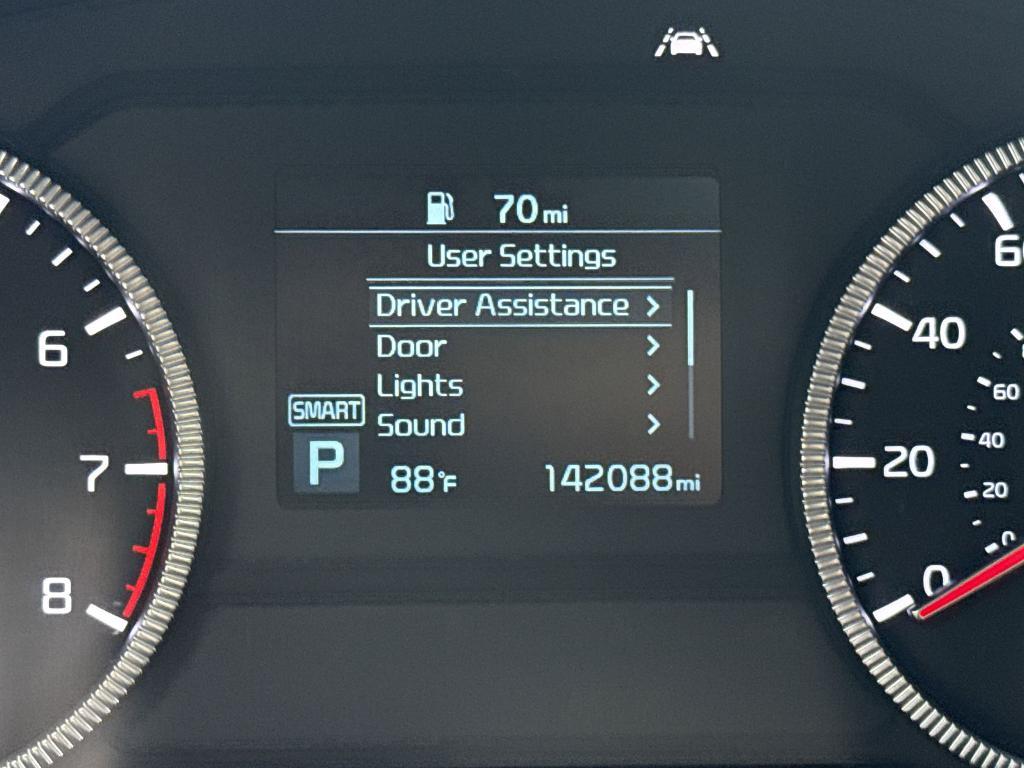 70 mi
User Settings
Driver Assistance >
Door >
Lights >
Sound >
SMART
P
88°F
142088 mi
6
7
8
40
20
0
60
40
20
0